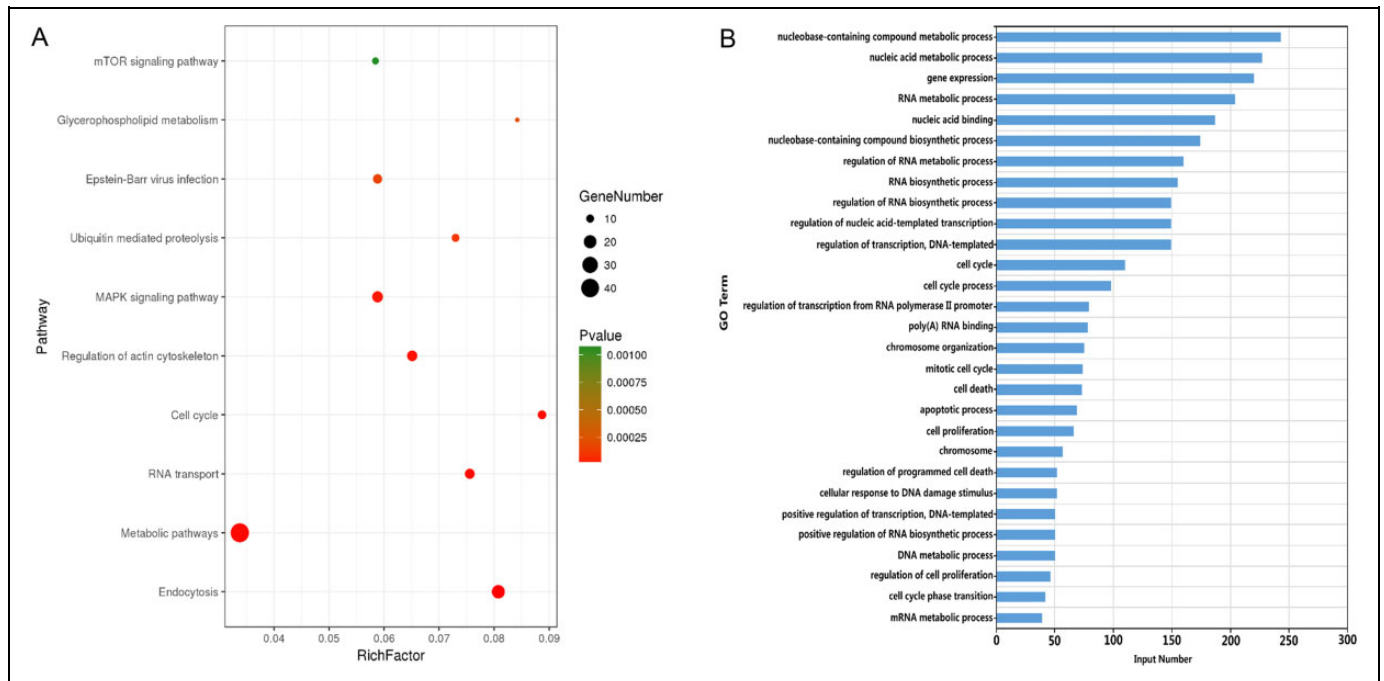 A
mTOR signaling pathway
Glycerophospholipid metabolism
Epstein-Barr virus infection
Ubiquitin mediated proteolysis
MAPK signaling pathway
Regulation of actin cytoskeleton
Cell cycle
RNA transport
Metabolic pathways
Endocytosis
Pathway
0.04 0.05 0.06 0.07 0.08 0.09
RichFactor
GeneNumber
10
20
30
40
Pvalue
0.00100
0.00075
0.00050
0.00025
B
nucleobase-containing compound metabolic process
nucleic acid metabolic process
gene expression
RNA metabolic process
nucleic acid binding
nucleobase-containing compound biosynthetic process
regulation of RNA metabolic process
RNA biosynthetic process
regulation of RNA biosynthetic process
regulation of nucleic acid-templated transcription
regulation of transcription, DNA-templated
cell cycle
cell cycle process
regulation of transcription from RNA polymerase II promoter
poly(A) RNA binding
chromosome organization
mitotic cell cycle
cell death
apoptotic process
cell proliferation
chromosome
regulation of programmed cell death
cellular response to DNA damage stimulus
positive regulation of transcription, DNA-templated
positive regulation of RNA biosynthetic process
DNA metabolic process
regulation of cell proliferation
cell cycle phase transition
mRNA metabolic process
GO Term
0 50 100 150 200 250 300
Input Number